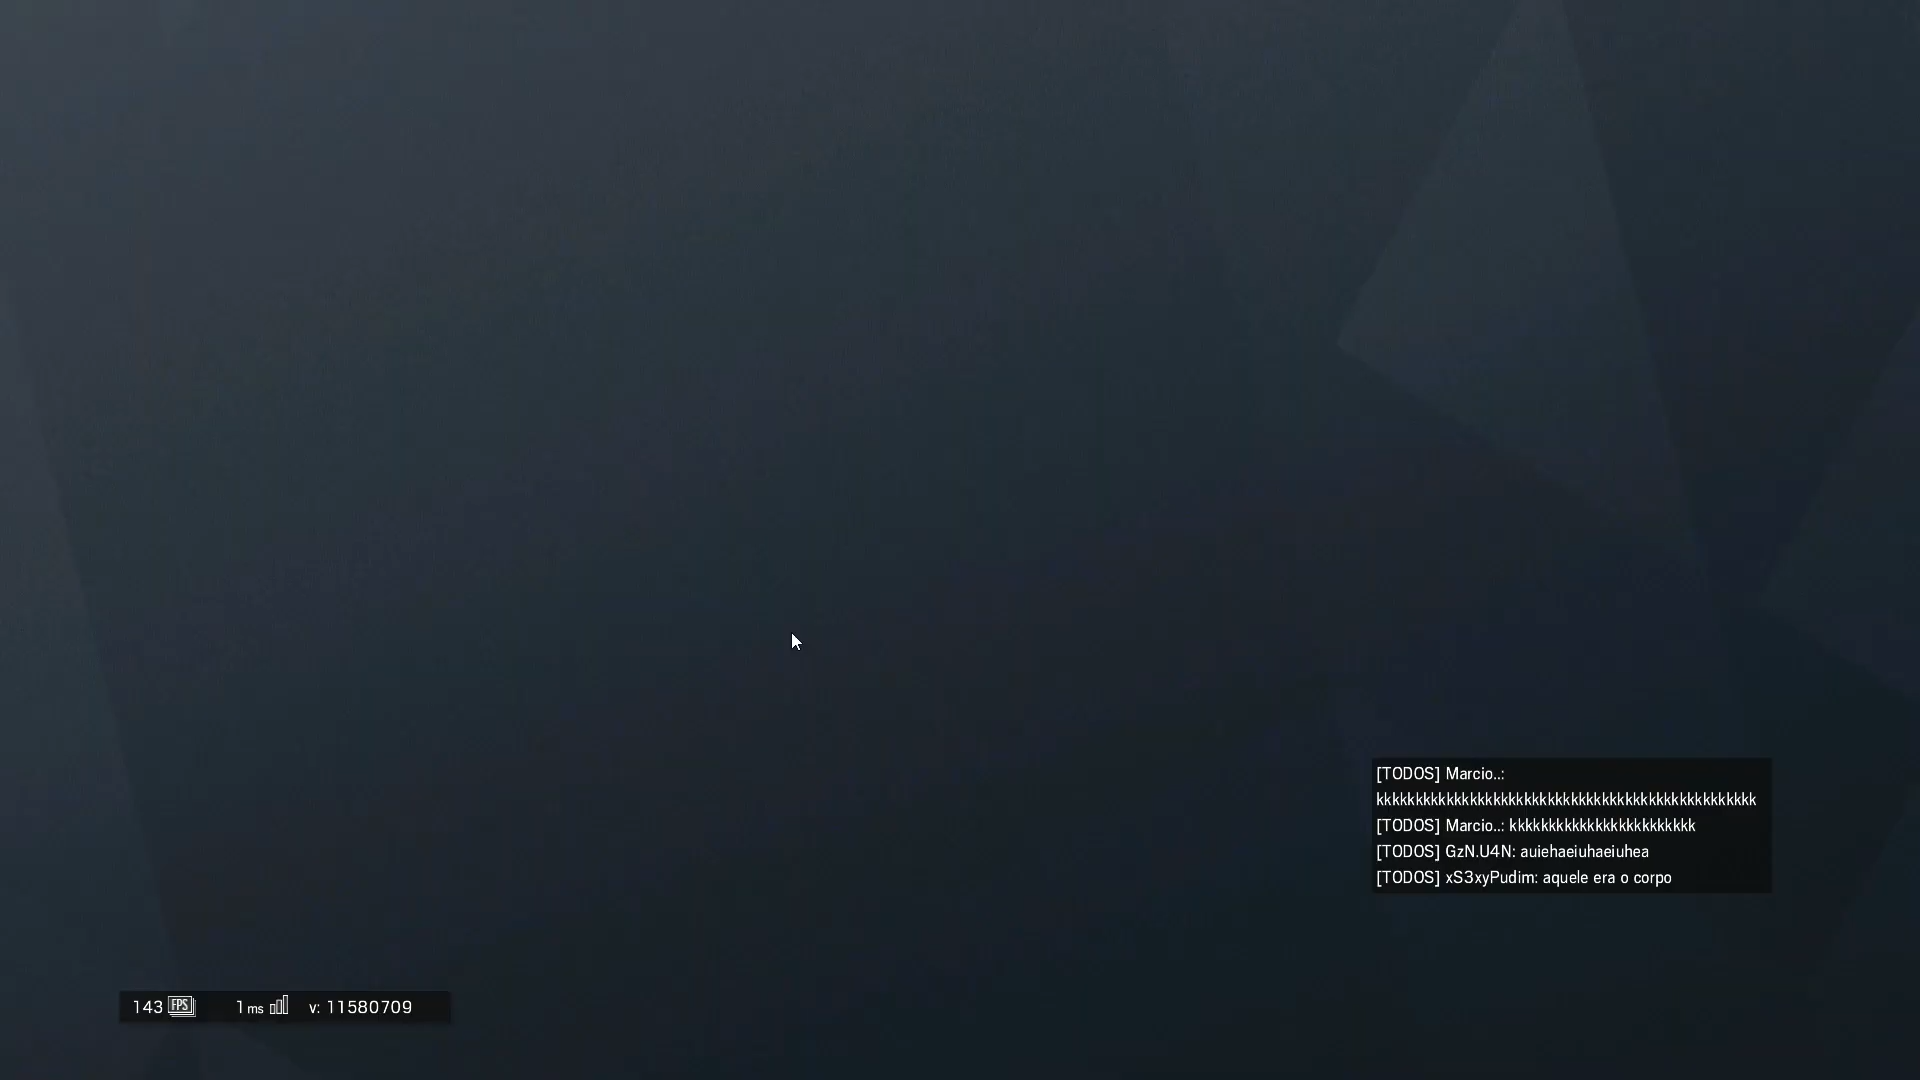 [TODOS] Marcio..:
kkkkkkkkkkkkkkkkkkkkkkkkkkkkkkkkkkkkkkkkkkkkkkkkk
[TODOS] Marcio..: kkkkkkkkkkkkkkkkkkkkkkkk
[TODOS] GzN.U4N: auiehaeiuhaeiuhea
[TODOS] xS3xyPudim: aquele era o corpo
143 FPS 1 ms v: 11580709